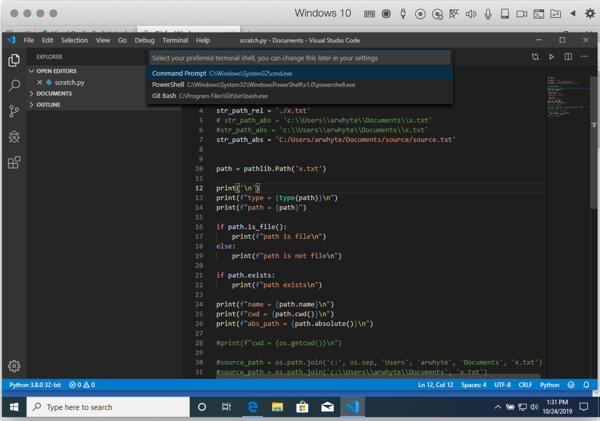 Windows 10
File Edit Selection View Go Debug Terminal Help scratch.py - Documents - Visual Studio Code
Select your preferred terminal shell, you can change this later in your settings
Command Prompt C:\Windows\System32\cmd.exe
PowerShell C:\Windows\System32\WindowsPowerShell\v1.0\powershell.exe
Git Bash C:\Program Files\Git\bin\bash.exe
EXPLORER
OPEN EDITORS
scratch.py
DOCUMENTS
OUTLINE
4 str_path_rel = './x.txt'
5 # str_path_abs = 'c:\\Users\\arwhyte\\Documents\\x.txt'
6 #str_path_abs = 'c:\\Users\\arwhyte\\Documents\\x.txt'
7 str_path_abs = 'C:/Users/arwhyte/Documents/source/source.txt'
8
9
10 path = pathlib.Path('x.txt')
11
12 print('\n')
13 print(f"type = {type(path)}\n")
14 print(f"path = {path}")
15
16 if path.is_file():
17 print(f"path is file\n")
18 else:
19 print(f"path is not file\n")
20
21 if path.exists:
22 print(f"path exists\n")
23
24 print(f"name = {path.name}\n")
25 print(f"cwd = {path.cwd()}\n")
26 print(f"abs_path = {path.absolute()}\n")
27
28 #print(f"cwd = {os.getcwd()}\n")
29
30 #source_path = os.path.join('c:', os.sep, 'Users', 'arwhyte', 'Documents', 'x.txt')
31 #source_path = os.path.join('c:\\Users\\arwhyte\\Documents', 'x.txt')
Python 3.8.0 32-bit 0 0 Ln 12, Col 12 Spaces: 4 UTF-8 CRLF Python
Type here to search
1:31 PM
10/24/2019